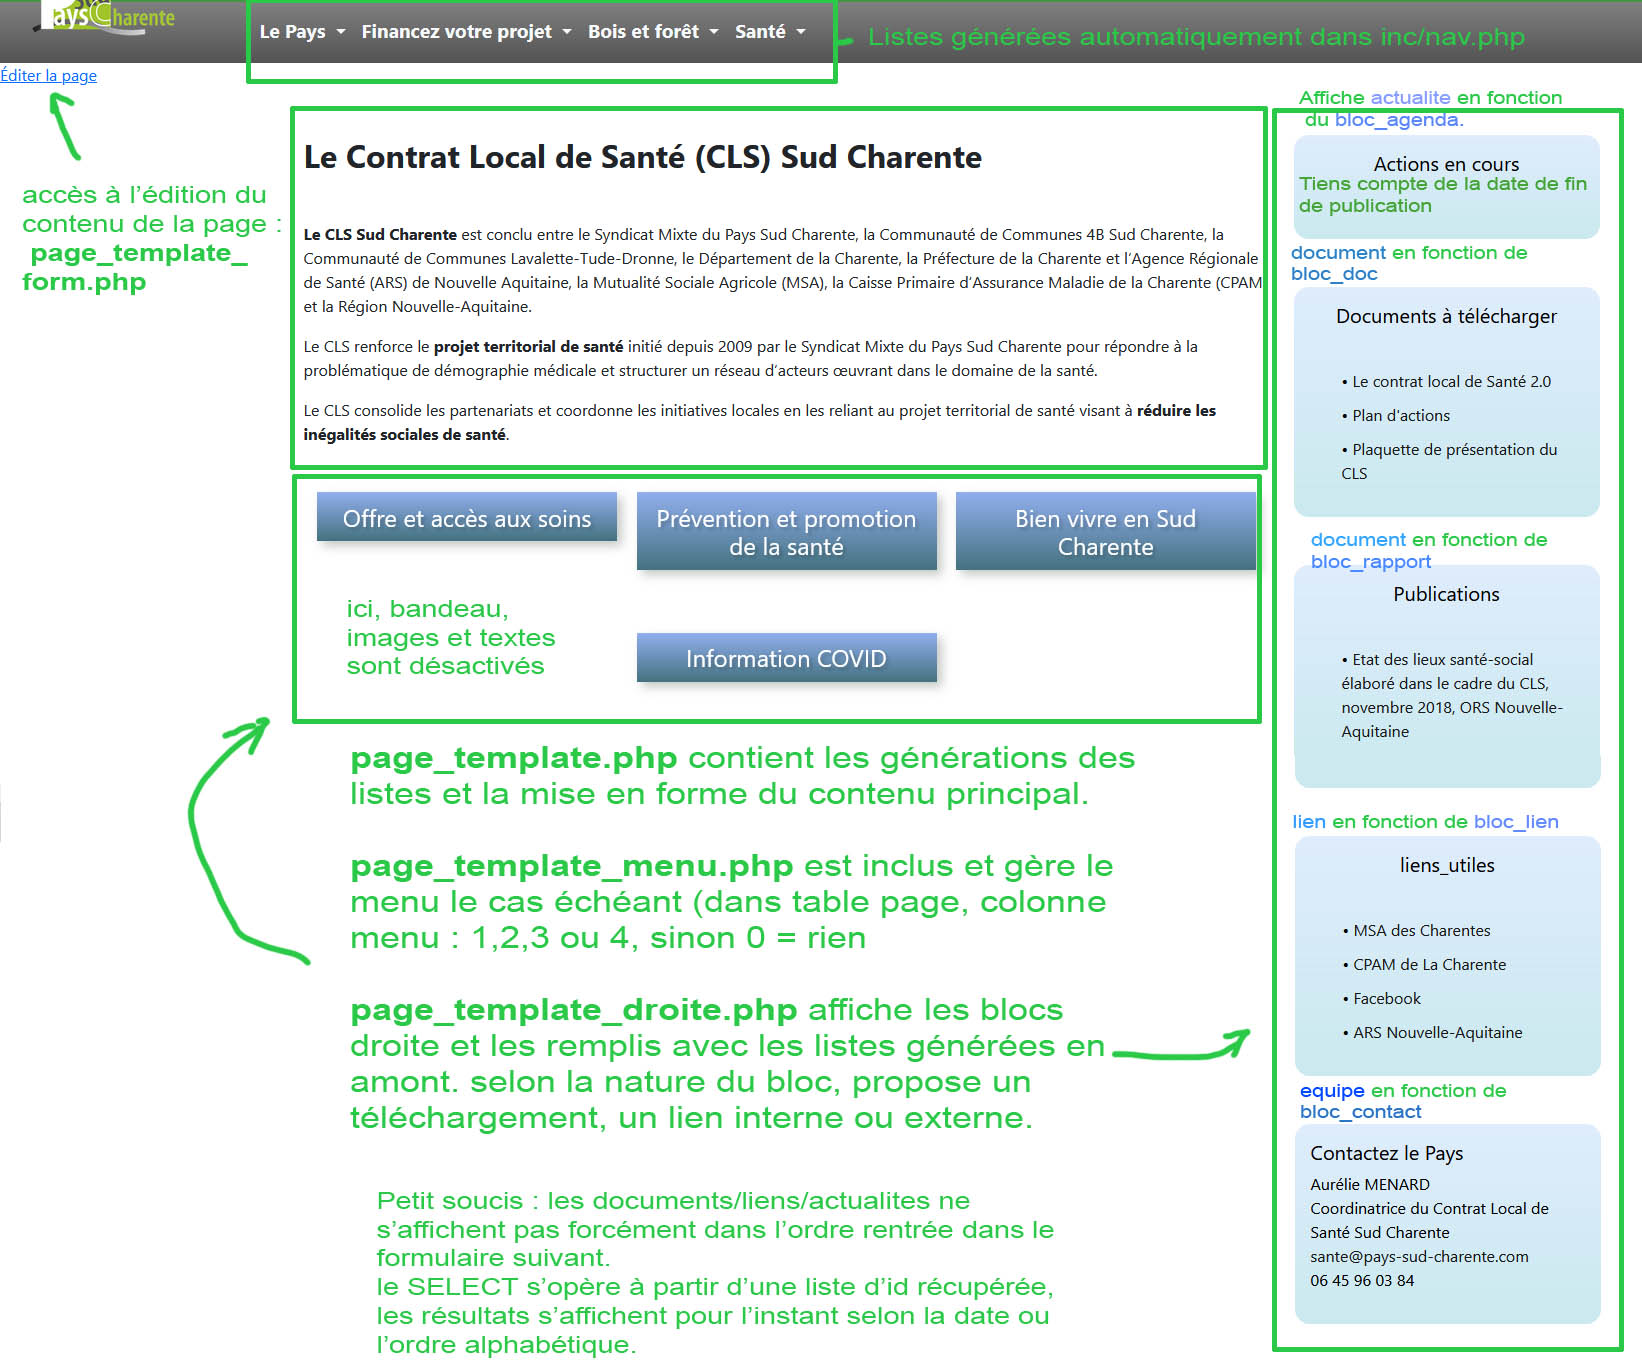 PaysCharente
Le Pays Financez votre projet Bois et forêt Santé
Listes générées automatiquement dans inc/nav.php
Éditer la page
accès à l'édition du
contenu de la page :
page_template_
form.php
Le Contrat Local de Santé (CLS) Sud Charente
Le CLS Sud Charente est conclu entre le Syndicat Mixte du Pays Sud Charente, la Communauté de Communes 4B Sud Charente, la
Communauté de Communes Lavalette-Tude-Dronne, le Département de la Charente, la Préfecture de la Charente et l'Agence Régionale
de Santé (ARS) de Nouvelle Aquitaine, la Mutualité Sociale Agricole (MSA), la Caisse Primaire d'Assurance Maladie de la Charente (CPAM
et la Région Nouvelle-Aquitaine.
Le CLS renforce le projet territorial de santé initié depuis 2009 par le Syndicat Mixte du Pays Sud Charente pour répondre à la
problématique de démographie médicale et structurer un réseau d'acteurs œuvrant dans le domaine de la santé.
Le CLS consolide les partenariats et coordonne les initiatives locales en les reliant au projet territorial de santé visant à réduire les
inégalités sociales de santé.
Offre et accès aux soins
Prévention et promotion
de la santé
Bien vivre en Sud
Charente
ici, bandeau,
images et textes
sont désactivés
Information COVID
page_template.php contient les générations des
listes et la mise en forme du contenu principal.
page_template_menu.php est inclus et gère le
menu le cas échéant (dans table page, colonne
menu : 1,2,3 ou 4, sinon 0 = rien
page_template_droite.php affiche les blocs
droite et les remplis avec les listes générées en
amont. selon la nature du bloc, propose un
téléchargement, un lien interne ou externe.
Petit soucis : les documents/liens/actualites ne
s'affichent pas forcément dans l'ordre rentrée dans le
formulaire suivant.
le SELECT s'opère à partir d'une liste d'id récupérée,
les résultats s'affichent pour l'instant selon la date ou
l'ordre alphabétique.
Affiche actualite en fonction
du bloc_agenda.
Actions en cours
Tiens compte de la date de fin
de publication
document en fonction de
bloc_doc
Documents à télécharger
• Le contrat local de Santé 2.0
• Plan d'actions
• Plaquette de présentation du
CLS
document en fonction de
bloc_rapport
Publications
• Etat des lieux santé-social
élaboré dans le cadre du CLS,
novembre 2018, ORS Nouvelle-
Aquitaine
lien en fonction de bloc_lien
liens_utiles
• MSA des Charentes
• CPAM de La Charente
• Facebook
• ARS Nouvelle-Aquitaine
equipe en fonction de
bloc_contact
Contactez le Pays
Aurélie MENARD
Coordinatrice du Contrat Local de
Santé Sud Charente
sante@pays-sud-charente.com
06 45 96 03 84